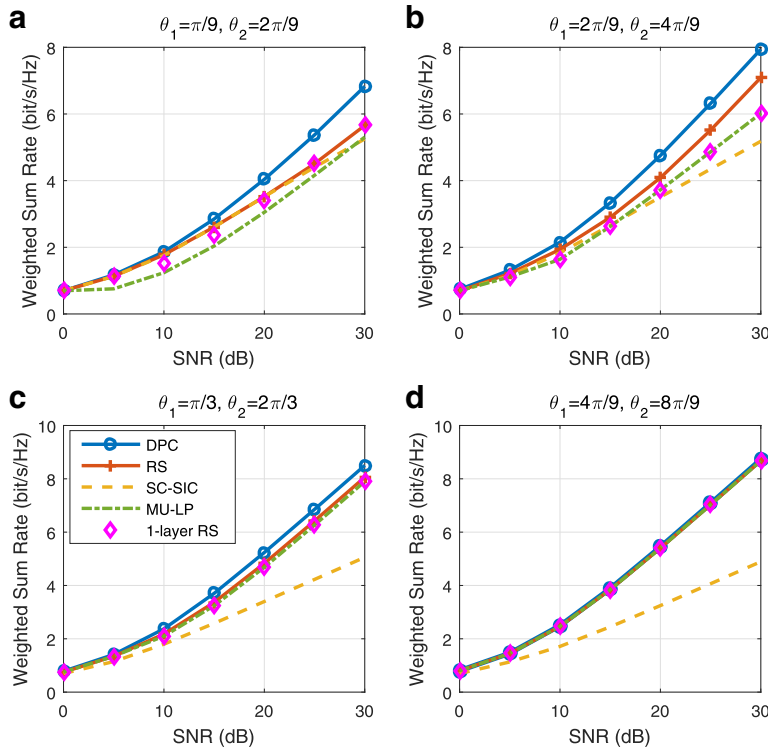 a
θ1=π/9, θ2=2π/9
Weighted Sum Rate (bit/s/Hz)
8
6
4
2
0
0 10 20 30
SNR (dB)
b
θ1=2π/9, θ2=4π/9
Weighted Sum Rate (bit/s/Hz)
8
6
4
2
0
0 10 20 30
SNR (dB)
c
θ1=π/3, θ2=2π/3
Weighted Sum Rate (bit/s/Hz)
10
8
6
4
2
0
DPC
RS
SC-SIC
MU-LP
1-layer RS
0 10 20 30
SNR (dB)
d
θ1=4π/9, θ2=8π/9
Weighted Sum Rate (bit/s/Hz)
10
8
6
4
2
0
0 10 20 30
SNR (dB)